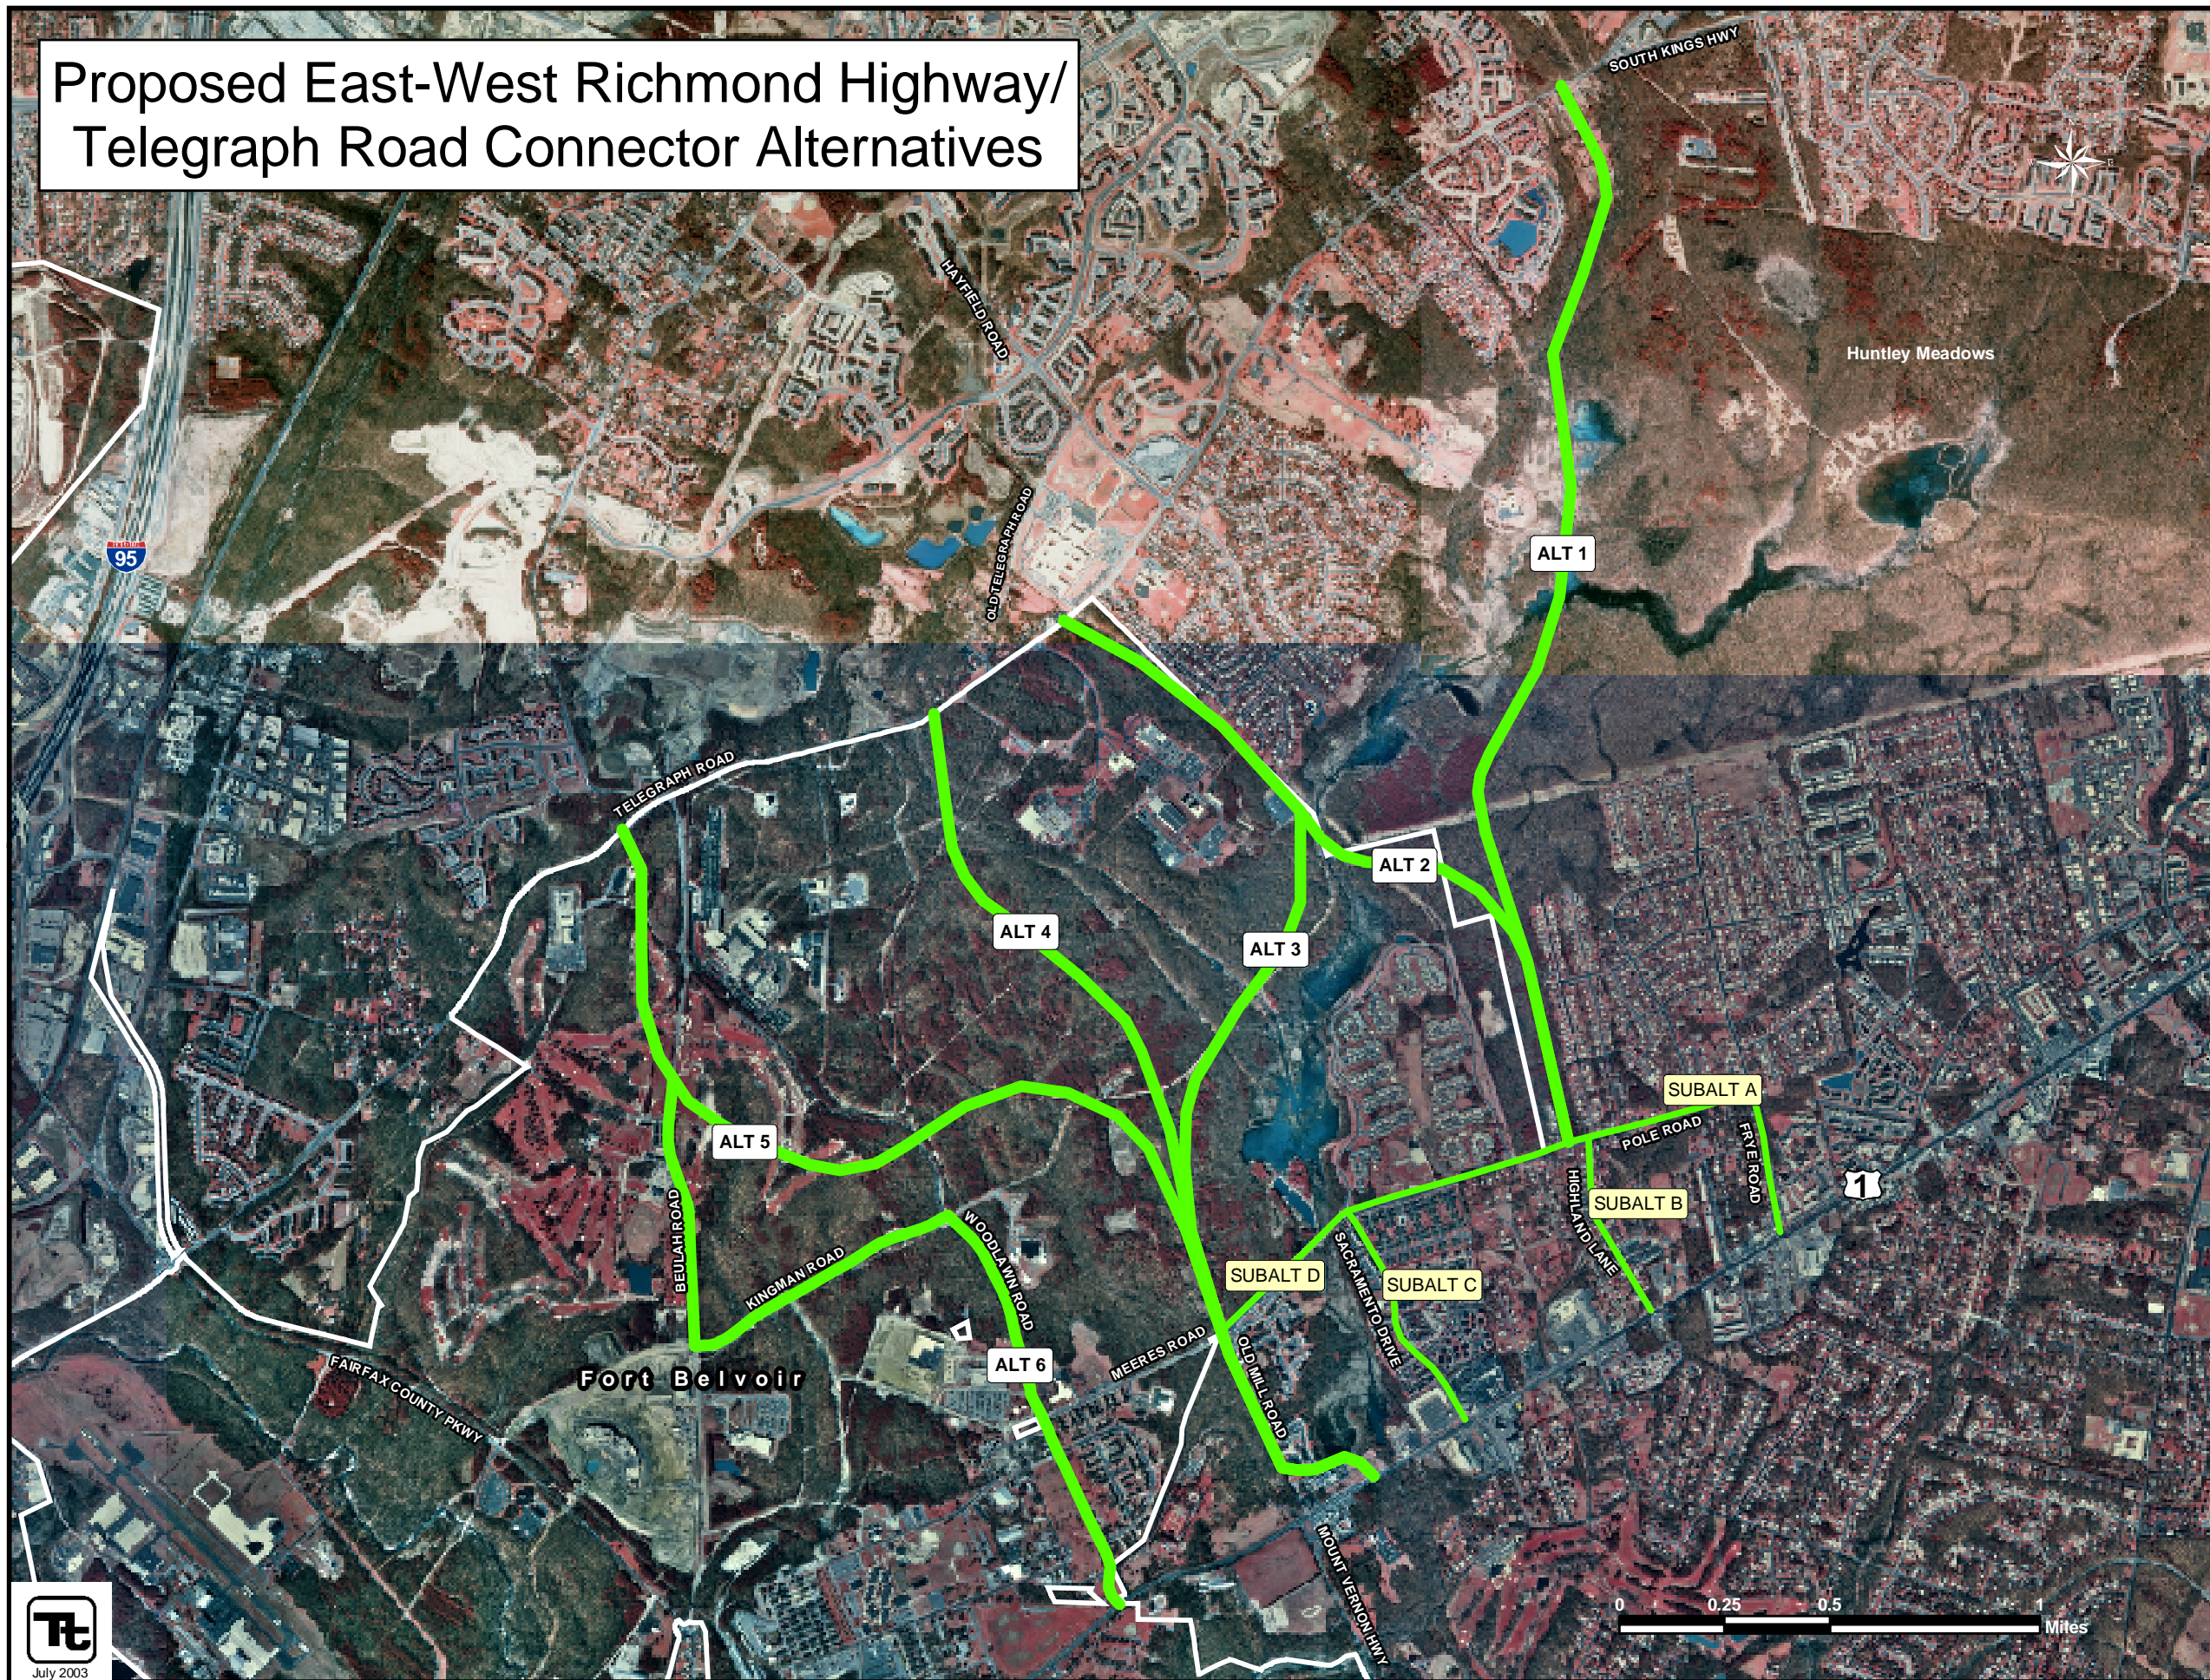 Proposed East-West Richmond Highway/
Telegraph Road Connector Alternatives
SOUTH KINGS HWY
E
HAYFIELD ROAD
Huntley Meadows
OLD TELEGRAPH ROAD
INTERSTATE
95
ALT 1
TELEGRAPH ROAD
ALT 2
ALT 4
ALT 3
SUBALT A
POLE ROAD
FRYE ROAD
ALT 5
1
HIGHLAND LANE
SUBALT B
BEULAH ROAD
WOODLAWN ROAD
KINGMAN ROAD
SACRAMENTO DRIVE
SUBALT D
SUBALT C
MEERES ROAD
OLD MILL ROAD
ALT 6
Fort Belvoir
FAIRFAX COUNTY PKWY
MOUNT VERNON HWY
0 0.25 0.5 1
Miles
Tt
July 2003